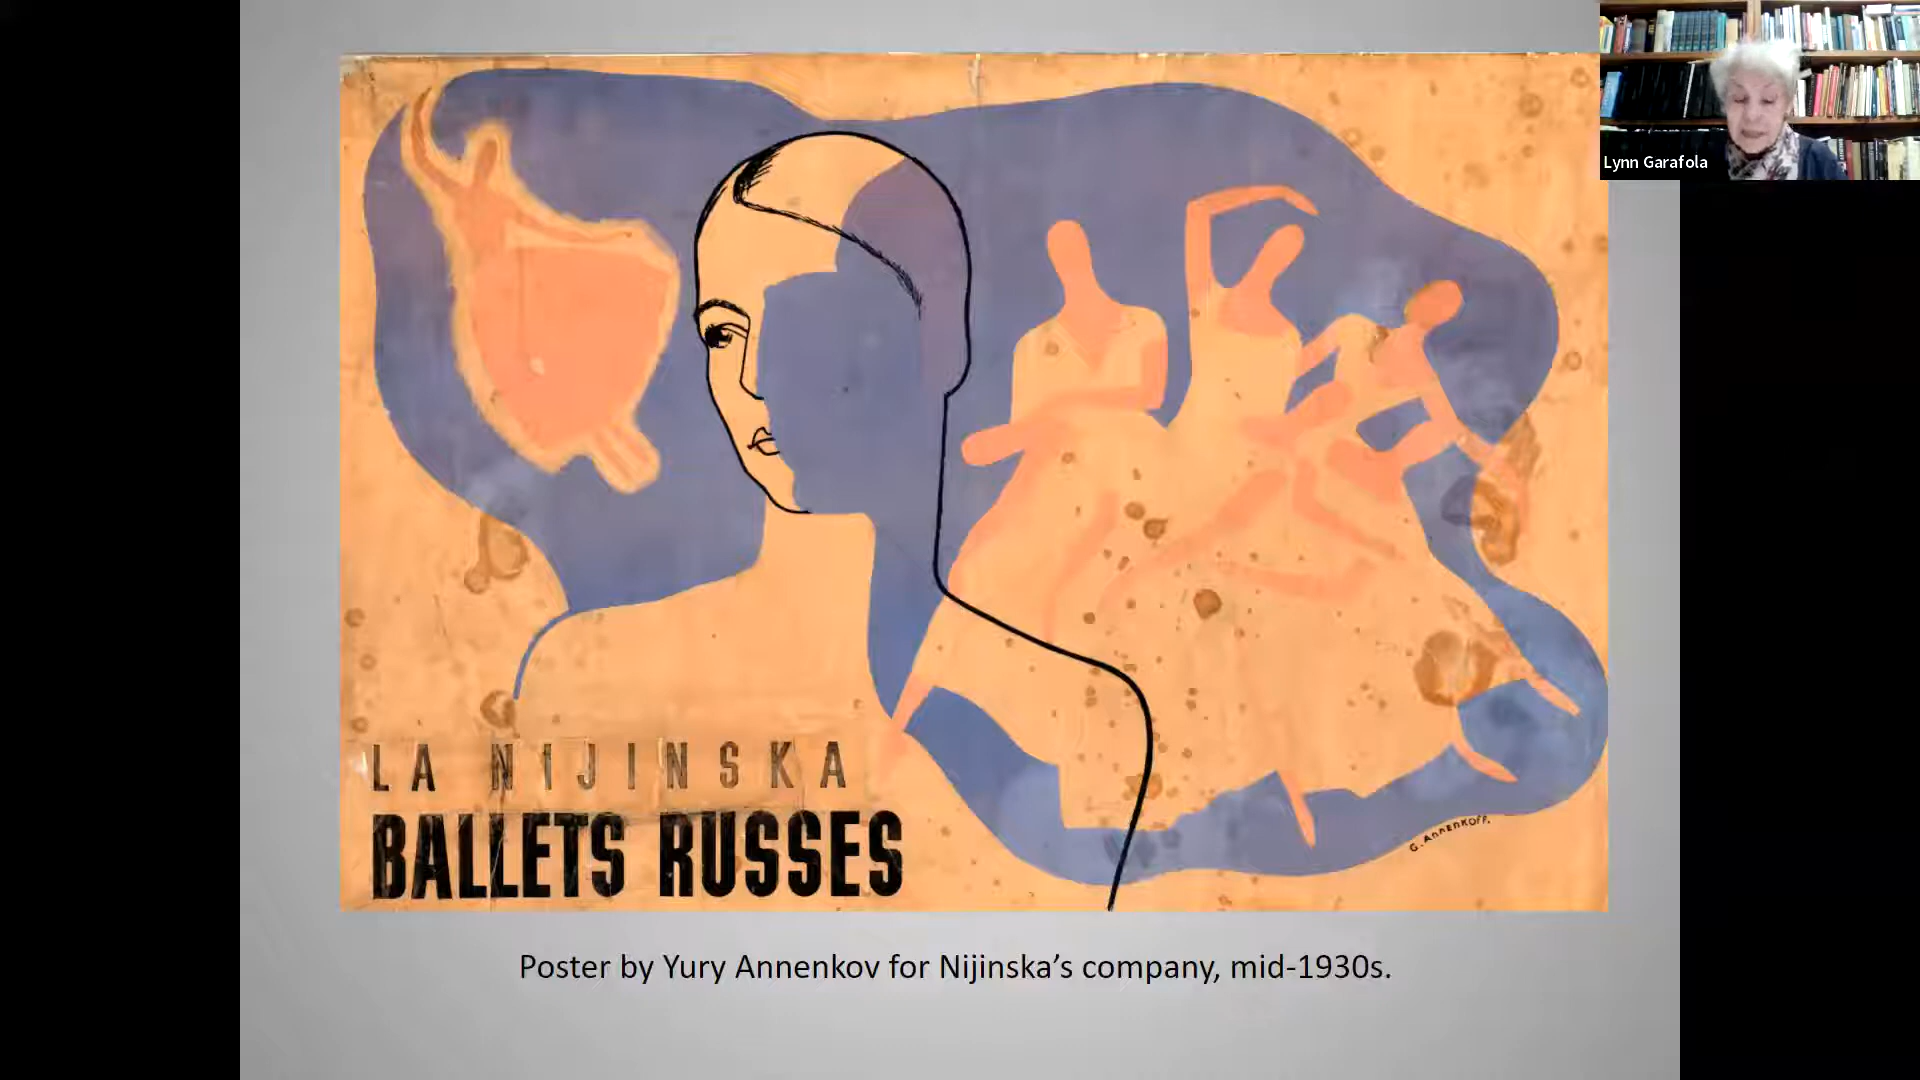 LA NIJINSKA
BALLETS RUSSES
G. AnnEnKOFF.
Poster by Yury Annenkov for Nijinska’s company, mid-1930s.
Lynn Garafola